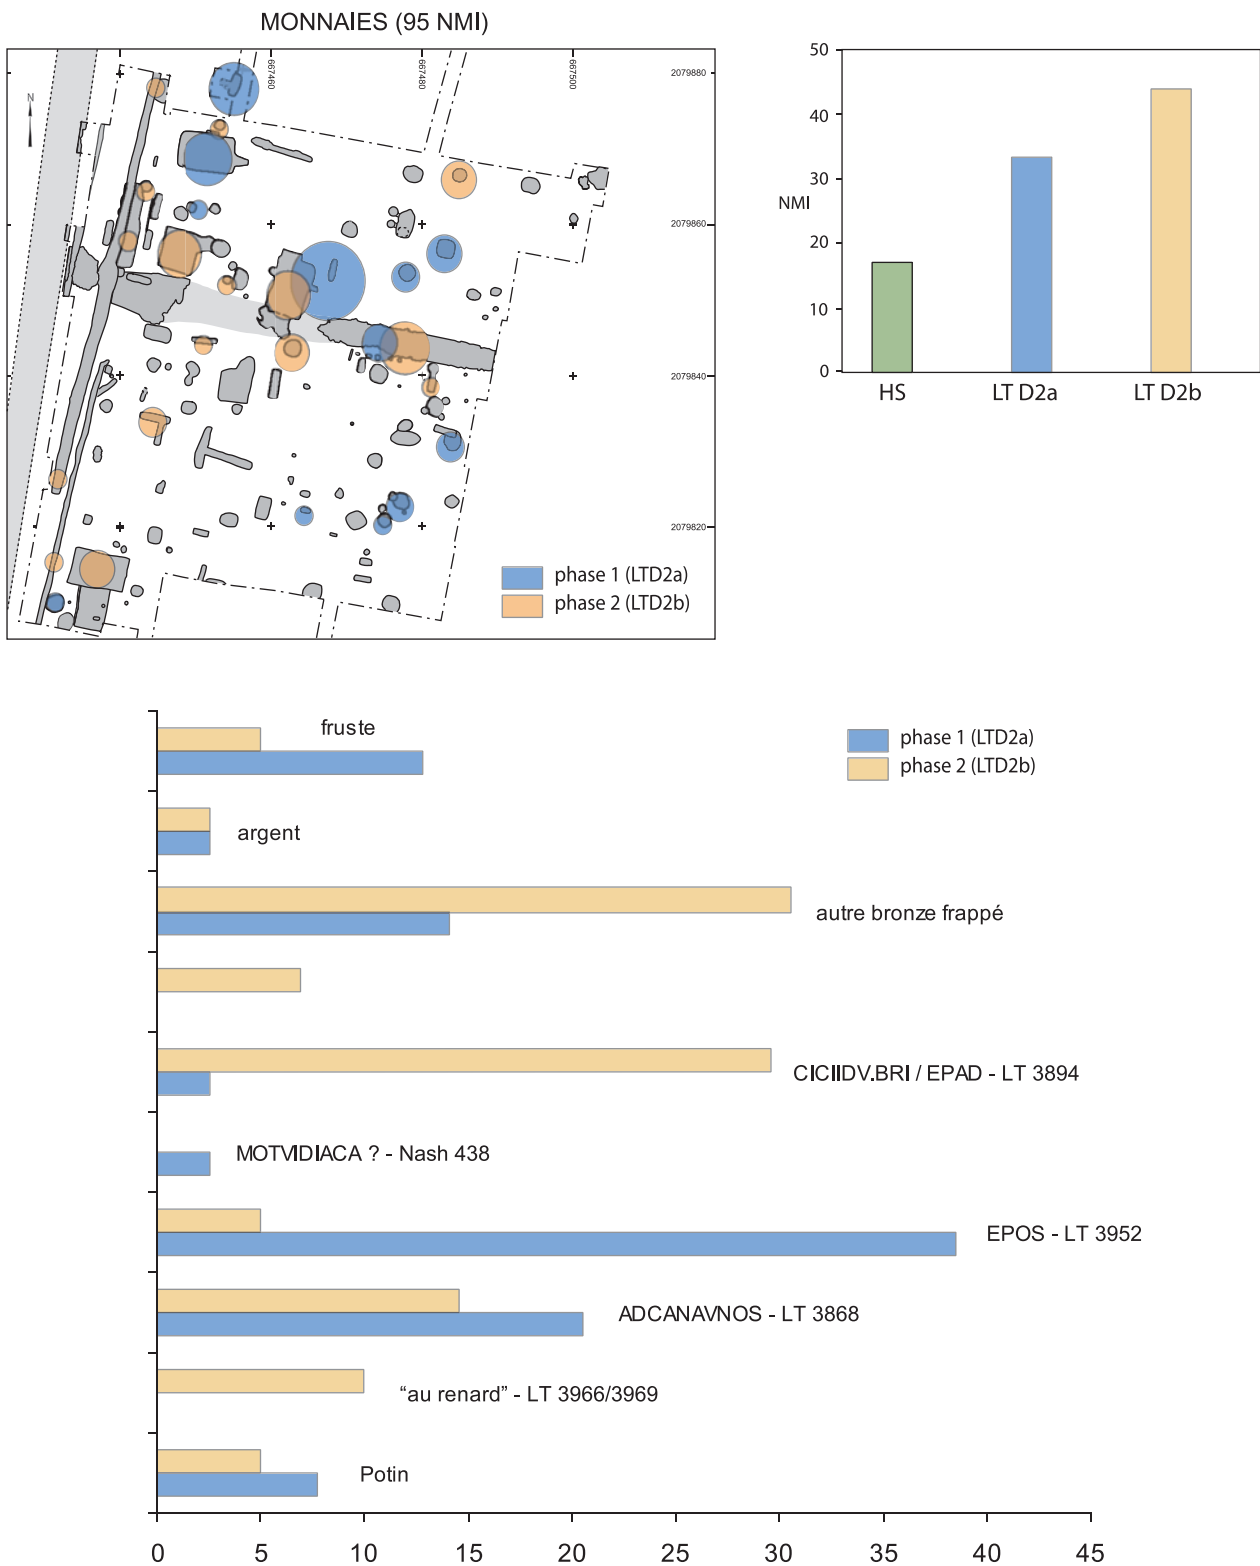 MONNAIES (95 NMI)
N
667460
667480
667500
2079880
2079860
2079840
2079820
phase 1 (LTD2a)
phase 2 (LTD2b)
50
40
30
NMI
20
10
0
HS
LT D2a
LT D2b
fruste
phase 1 (LTD2a)
phase 2 (LTD2b)
argent
autre bronze frappé
CICIIDV.BRI / EPAD - LT 3894
MOTVIDIACA ? - Nash 438
EPOS - LT 3952
ADCANAVNOS - LT 3868
“au renard” - LT 3966/3969
Potin
0 5 10 15 20 25 30 35 40 45